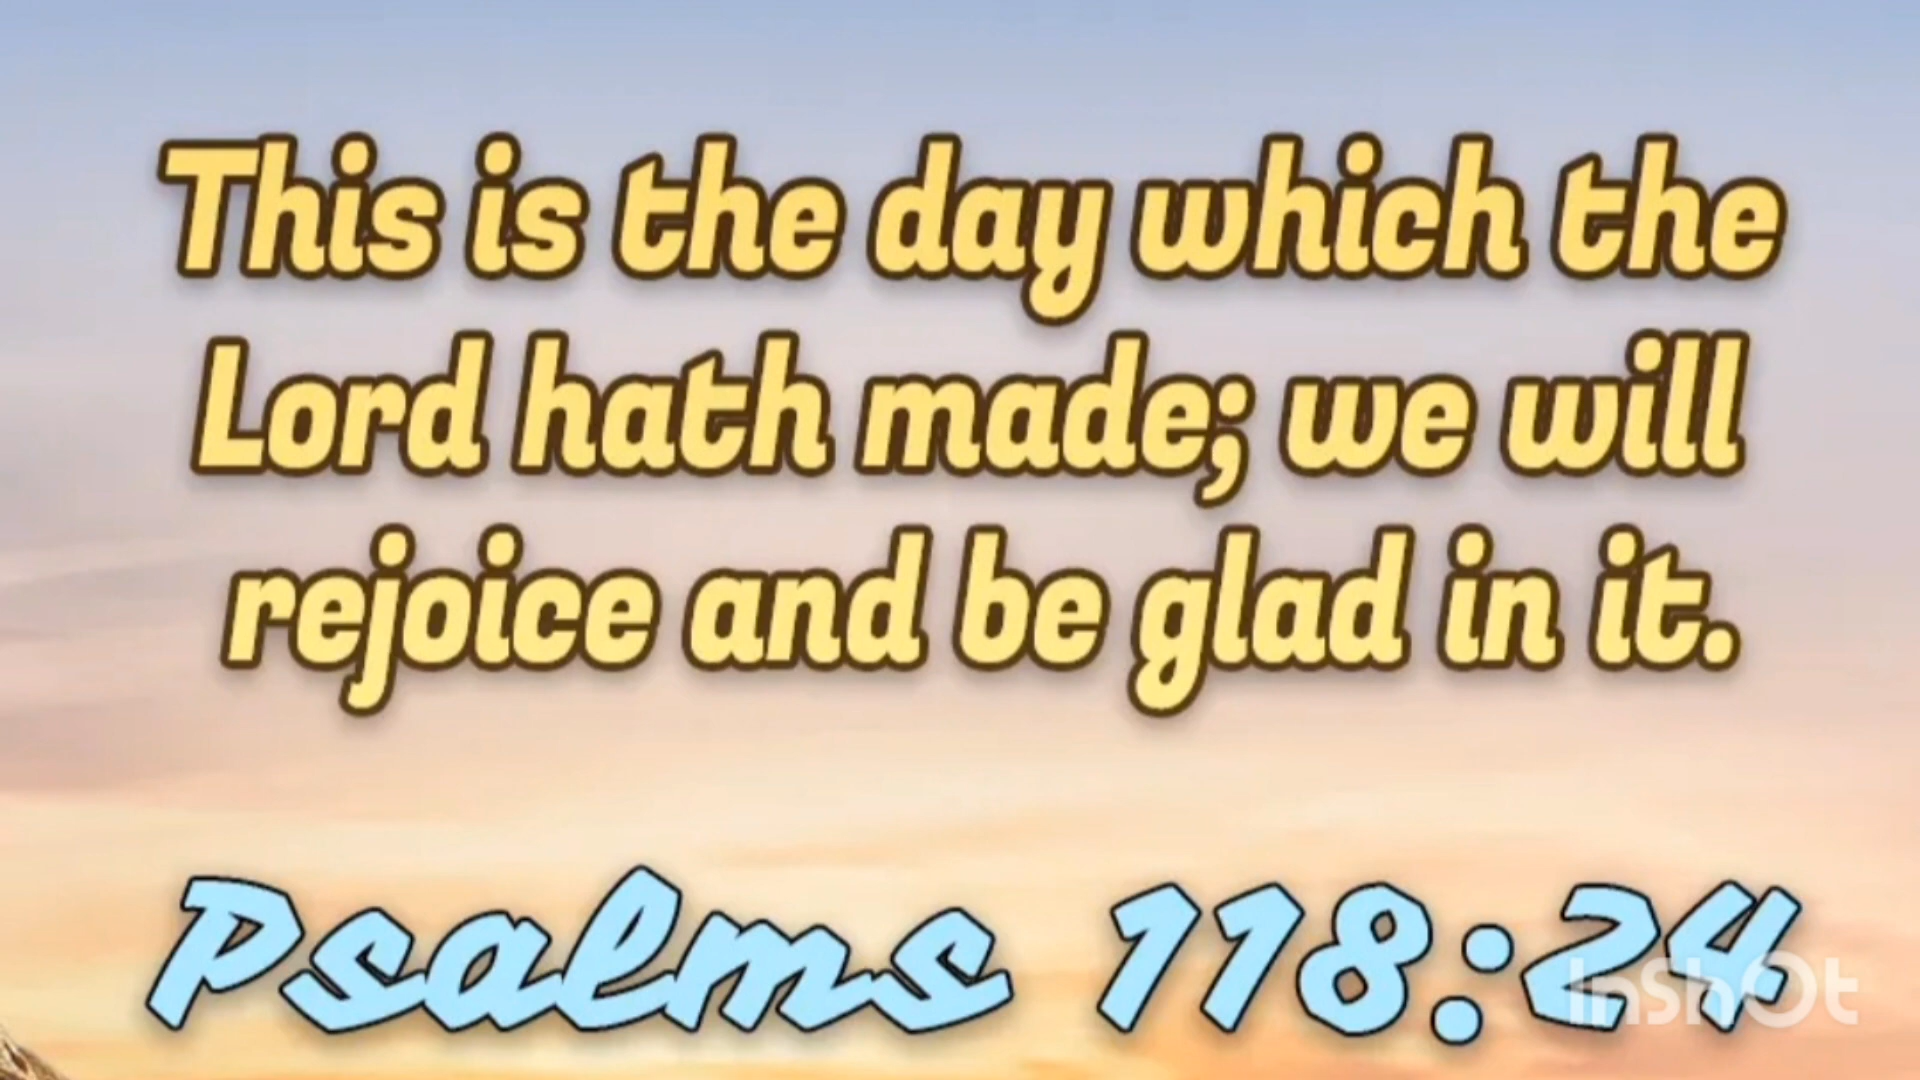 This is the day which the
Lord hath made; we will
rejoice and be glad in it.
Psalms 118:24
InShOt